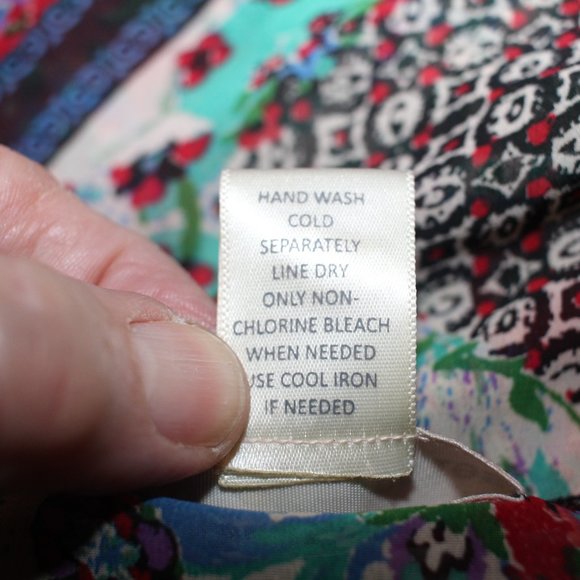 HAND WASH
COLD
SEPARATELY
LINE DRY
ONLY NON-
CHLORINE BLEACH
WHEN NEEDED
USE COOL IRON
IF NEEDED